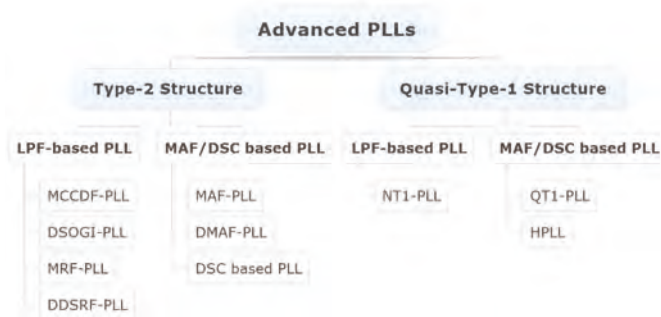 Advanced PLLs
Type-2 Structure
Quasi-Type-1 Structure
LPF-based PLL
MAF/DSC based PLL
LPF-based PLL
MAF/DSC based PLL
MCCDF-PLL
MAF-PLL
NT1-PLL
QT1-PLL
DSOGI-PLL
DMAF-PLL
HPLL
MRF-PLL
DSC based PLL
DDSRF-PLL